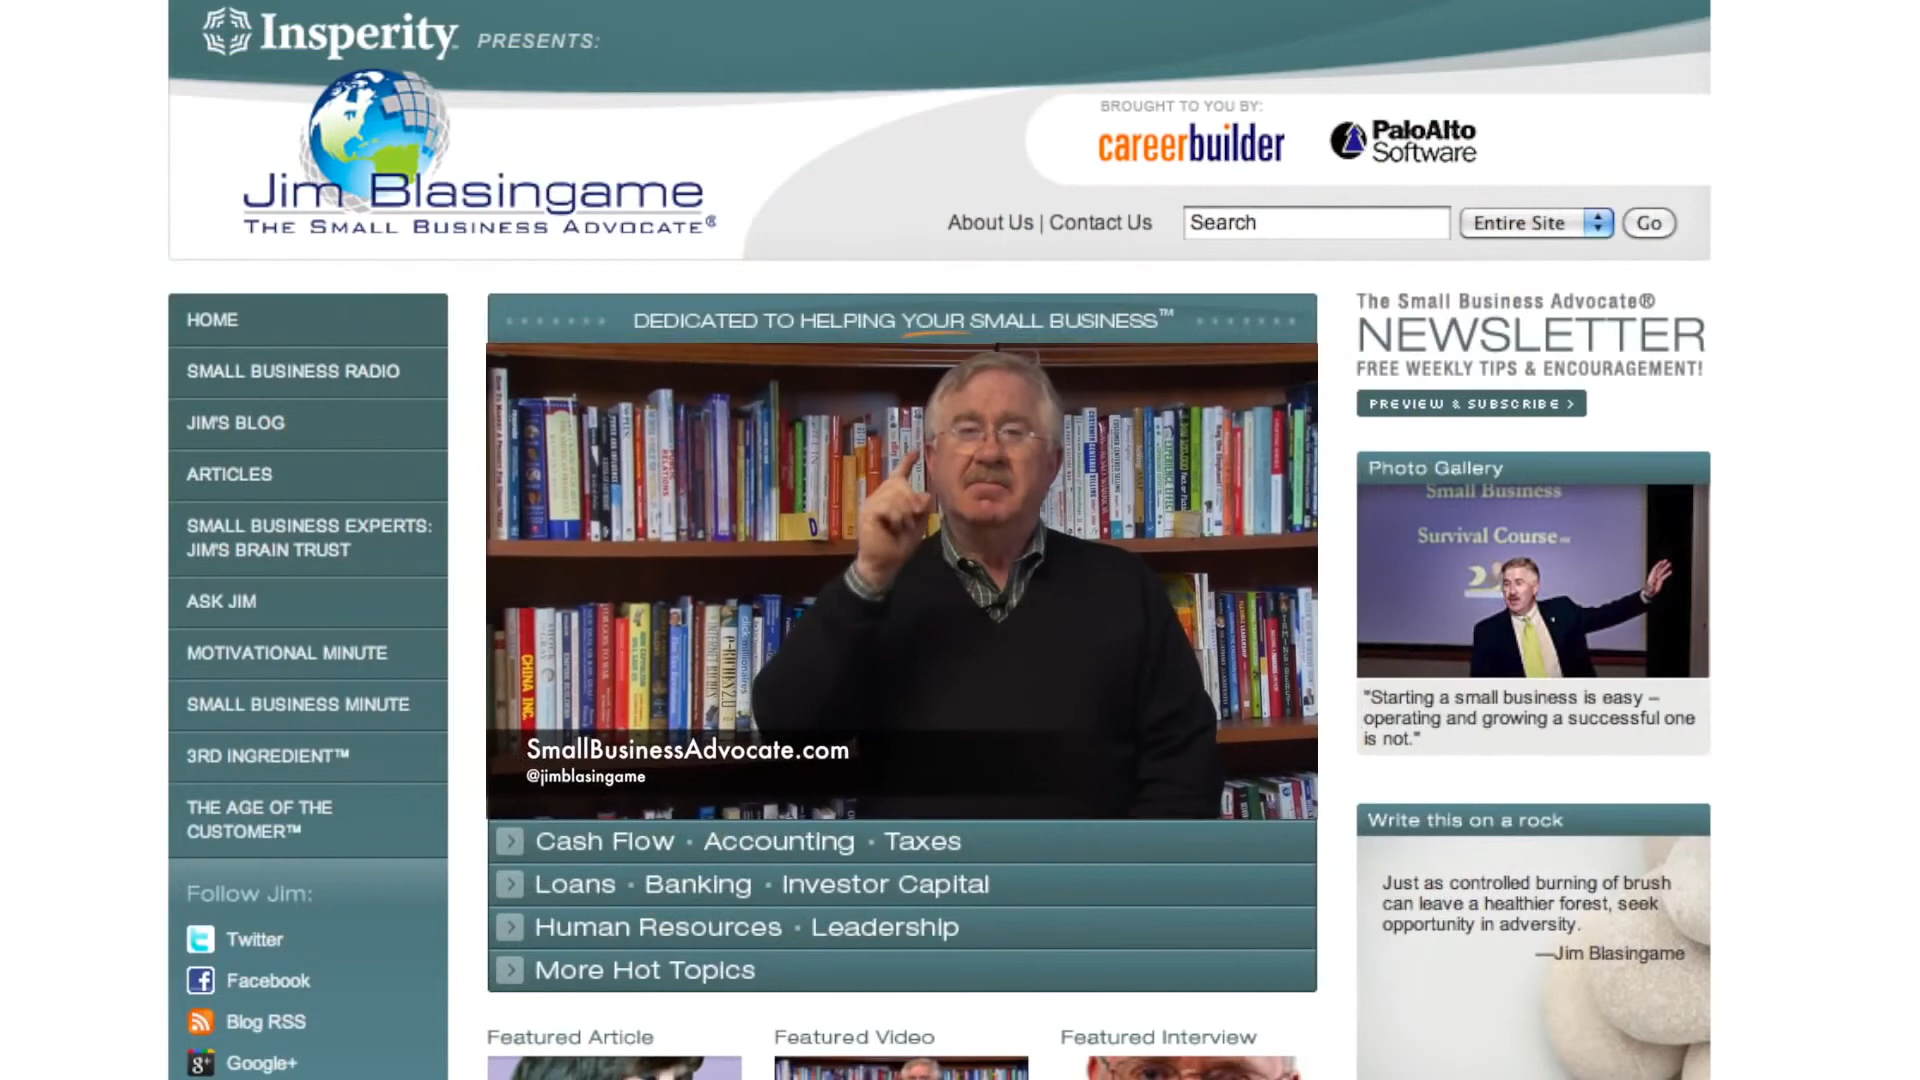 Insperity PRESENTS:
Jim Blasingame
THE SMALL BUSINESS ADVOCATE®
BROUGHT TO YOU BY:
careerbuilder
PaloAlto
Software
About Us | Contact Us
Search
Entire Site
Go
HOME
SMALL BUSINESS RADIO
JIM'S BLOG
ARTICLES
SMALL BUSINESS EXPERTS:
JIM'S BRAIN TRUST
ASK JIM
MOTIVATIONAL MINUTE
SMALL BUSINESS MINUTE
3RD INGREDIENT™
THE AGE OF THE
CUSTOMER™
Follow Jim:
Twitter
Facebook
Blog RSS
Google+
DEDICATED TO HELPING YOUR SMALL BUSINESS™
CHINA INC.
SmallBusinessAdvocate.com
@jimblasingame
Cash Flow • Accounting • Taxes
Loans • Banking • Investor Capital
Human Resources • Leadership
More Hot Topics
Featured Article
Featured Video
Featured Interview
The Small Business Advocate®
NEWSLETTER
FREE WEEKLY TIPS & ENCOURAGEMENT!
PREVIEW & SUBSCRIBE >
Photo Gallery
Small Business
Survival Course
"Starting a small business is easy –
operating and growing a successful one
is not."
Write this on a rock
Just as controlled burning of brush
can leave a healthier forest, seek
opportunity in adversity.
—Jim Blasingame